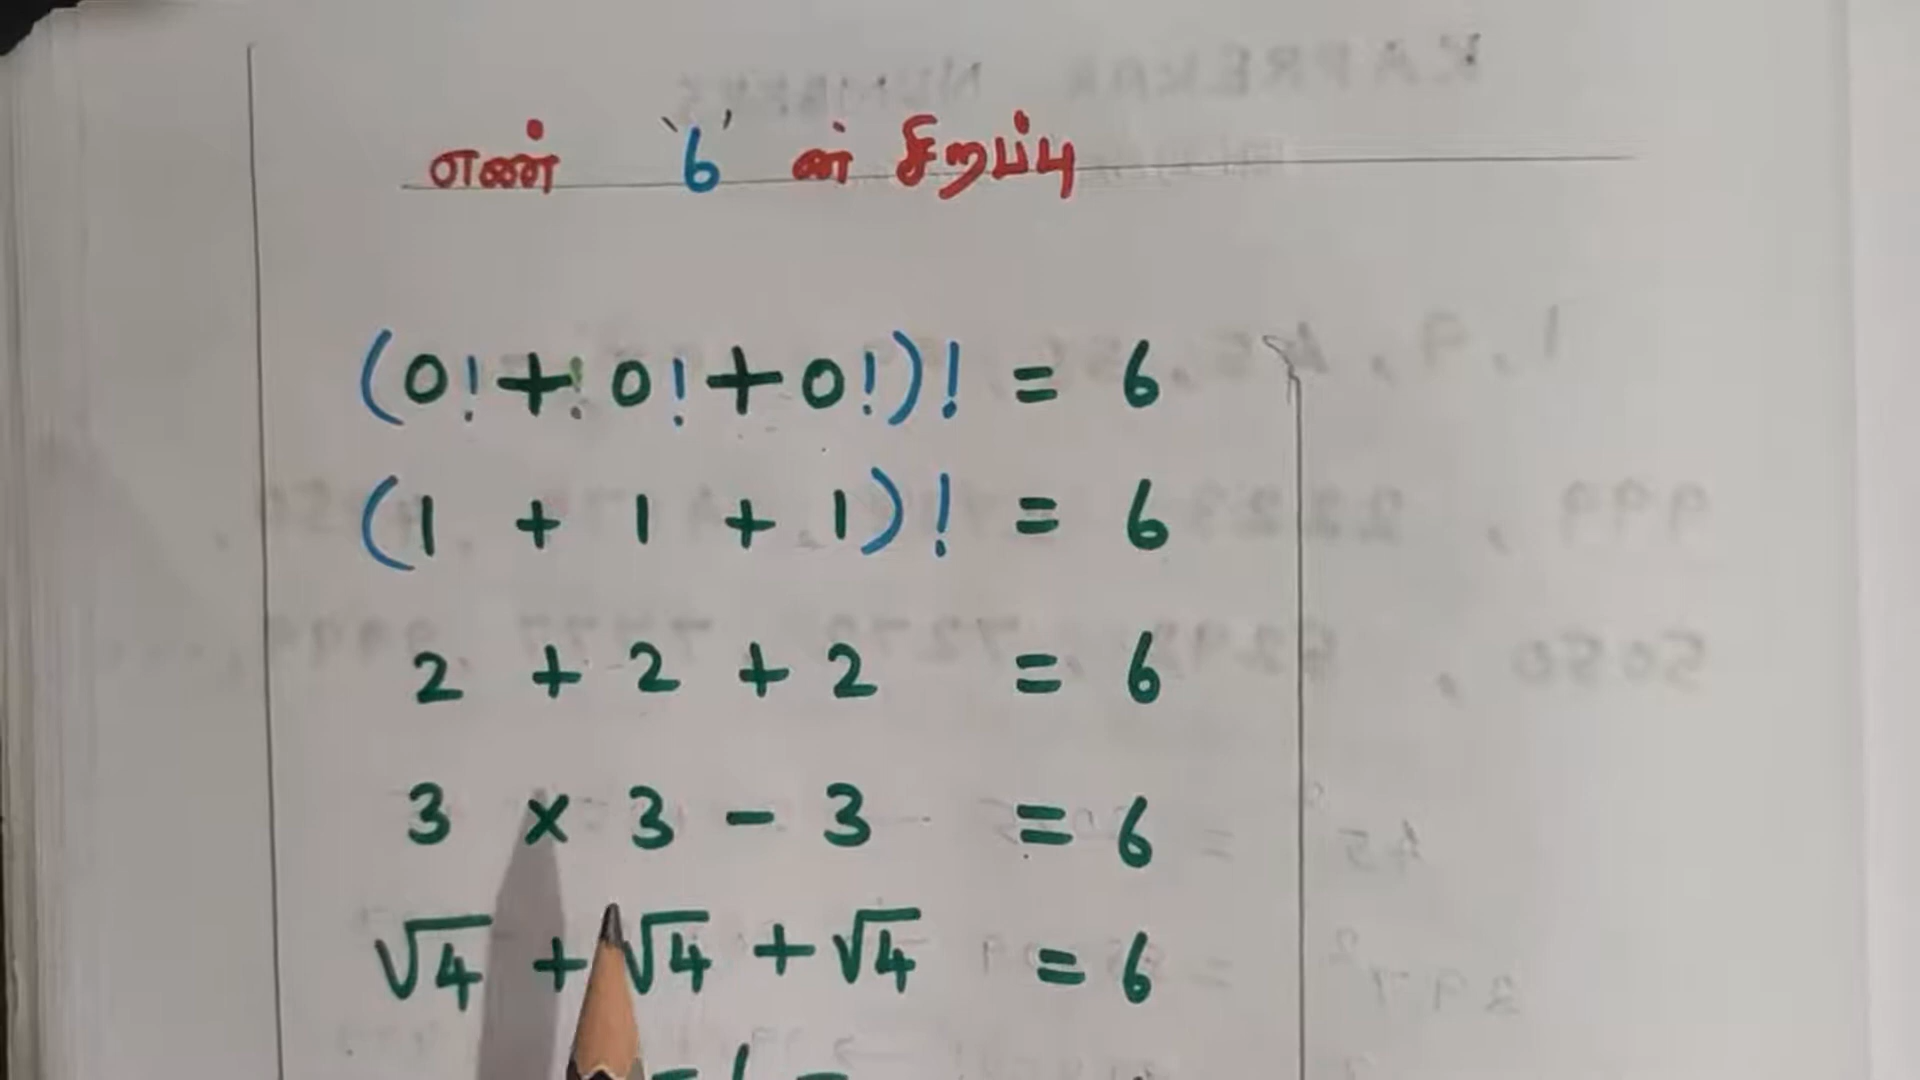 எண் '6' ன் சிறப்பு
(0! + ! 0! + 0!)! = 6
(1 + 1 + 1)! = 6
2 + 2 + 2 = 6
3 × 3 - 3 = 6
√4 + √4 + √4 = 6